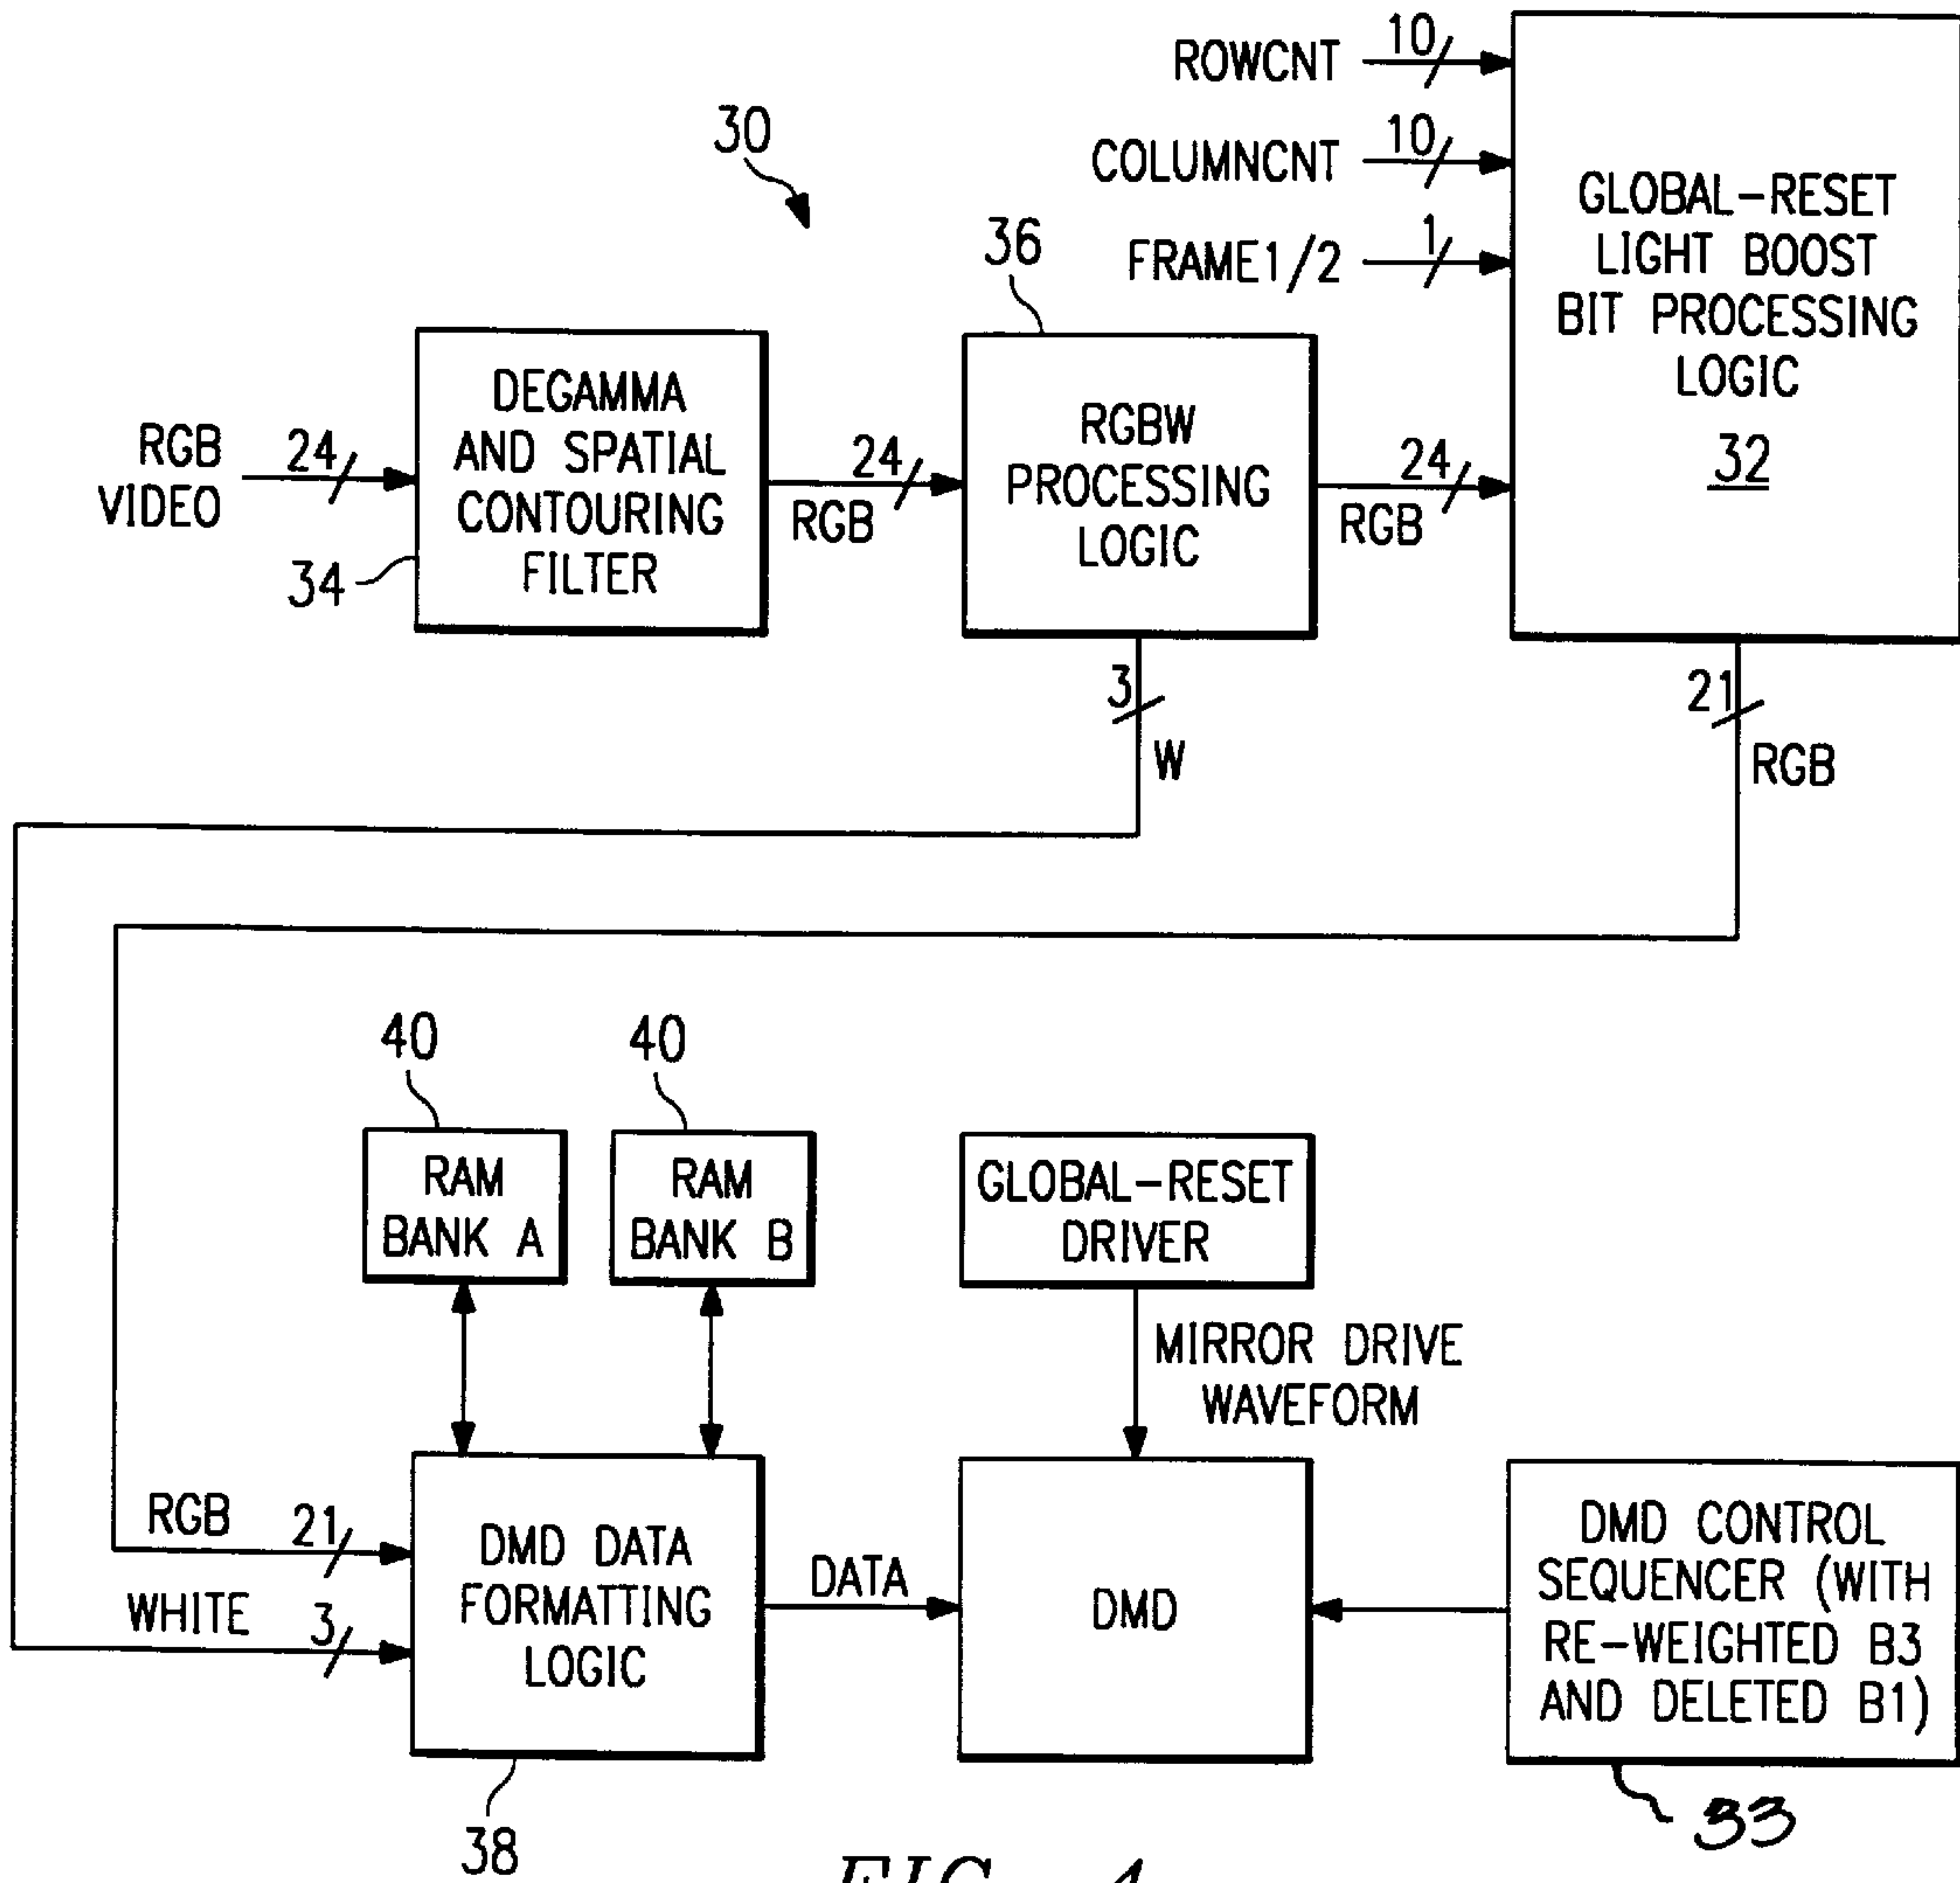 ROWCNT 10
COLUMNCNT 10
FRAME1/2 1
GLOBAL-RESET
LIGHT BOOST
BIT PROCESSING
LOGIC
32
30
36
RGB
VIDEO
24
DEGAMMA
AND SPATIAL
CONTOURING
FILTER
34
24
RGB
RGBW
PROCESSING
LOGIC
24
RGB
3
W
21
RGB
40
40
RAM
BANK A
RAM
BANK B
GLOBAL-RESET
DRIVER
MIRROR DRIVE
WAVEFORM
RGB 21
WHITE 3
DMD DATA
FORMATTING
LOGIC
38
DATA
DMD
DMD CONTROL
SEQUENCER (WITH
RE-WEIGHTED B3
AND DELETED B1)
33